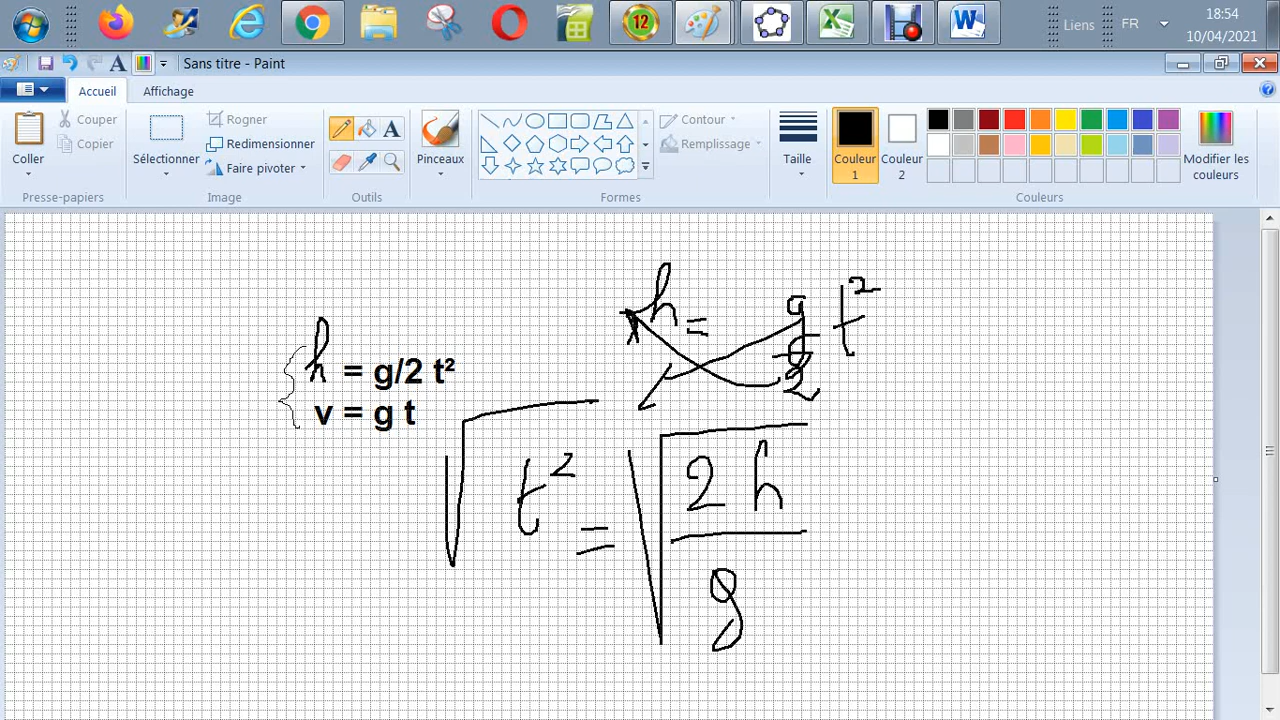 12
Liens
FR
18:54
10/04/2021
Sans titre - Paint
Accueil
Affichage
Coller
Couper
Copier
Sélectionner
Rogner
Redimensionner
Faire pivoter
A
Pinceaux
Contour
Remplissage
Taille
Couleur 1
Couleur 2
Modifier les couleurs
Presse-papiers
Image
Outils
Formes
Couleurs
h = g/2 t²
v = g t
h = g/2 t²
√t² = √(2h/g)